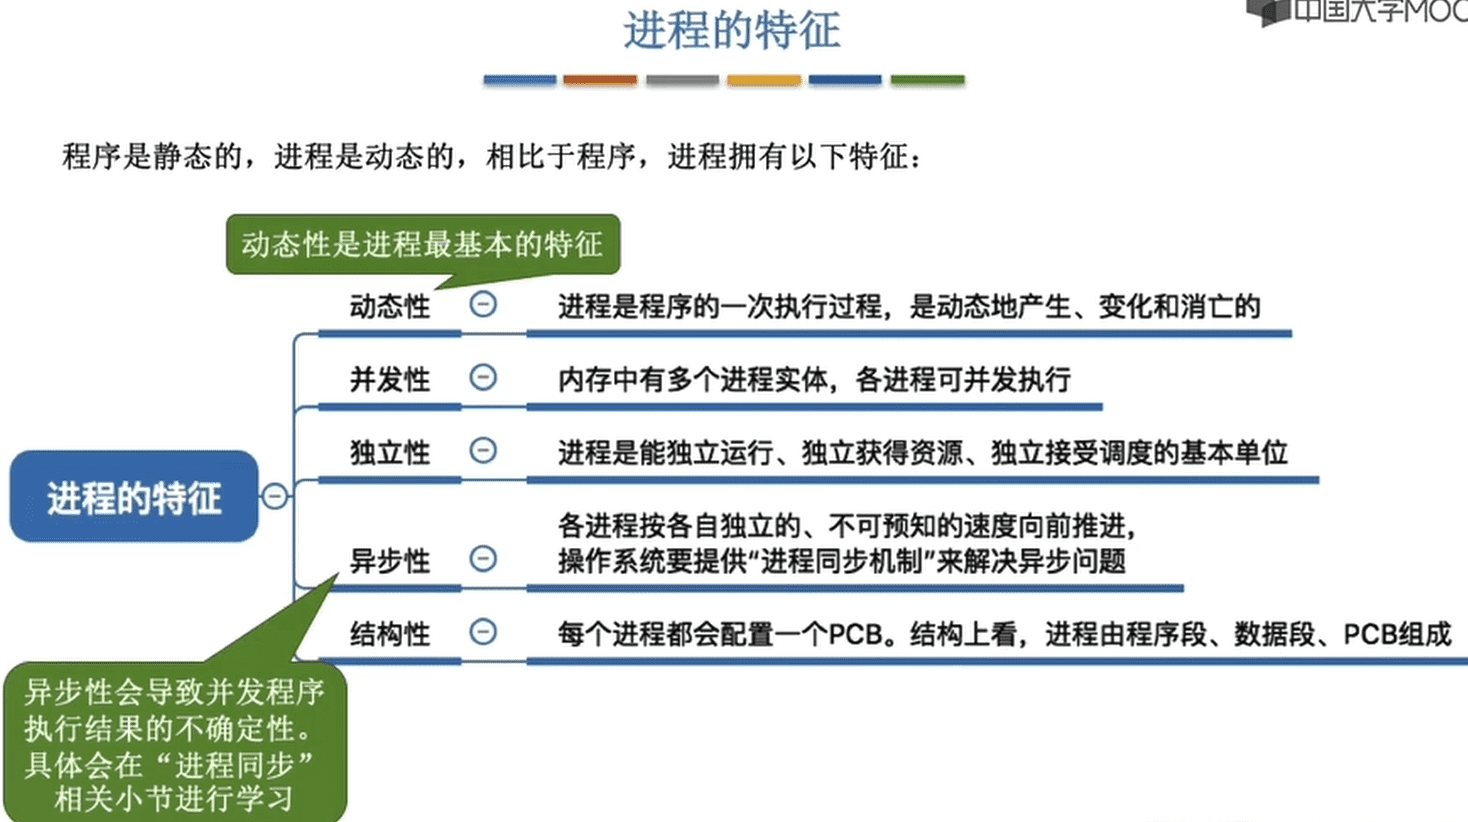 中国大学MOO
进程的特征
程序是静态的，进程是动态的，相比于程序，进程拥有以下特征：
动态性是进程最基本的特征
动态性
进程是程序的一次执行过程，是动态地产生、变化和消亡的
并发性
内存中有多个进程实体，各进程可并发执行
独立性
进程是能独立运行、独立获得资源、独立接受调度的基本单位
进程的特征
异步性
各进程按各自独立的、不可预知的速度向前推进，
操作系统要提供“进程同步机制”来解决异步问题
结构性
每个进程都会配置一个PCB。结构上看，进程由程序段、数据段、PCB组成
异步性会导致并发程序
执行结果的不确定性。
具体会在“进程同步”
相关小节进行学习